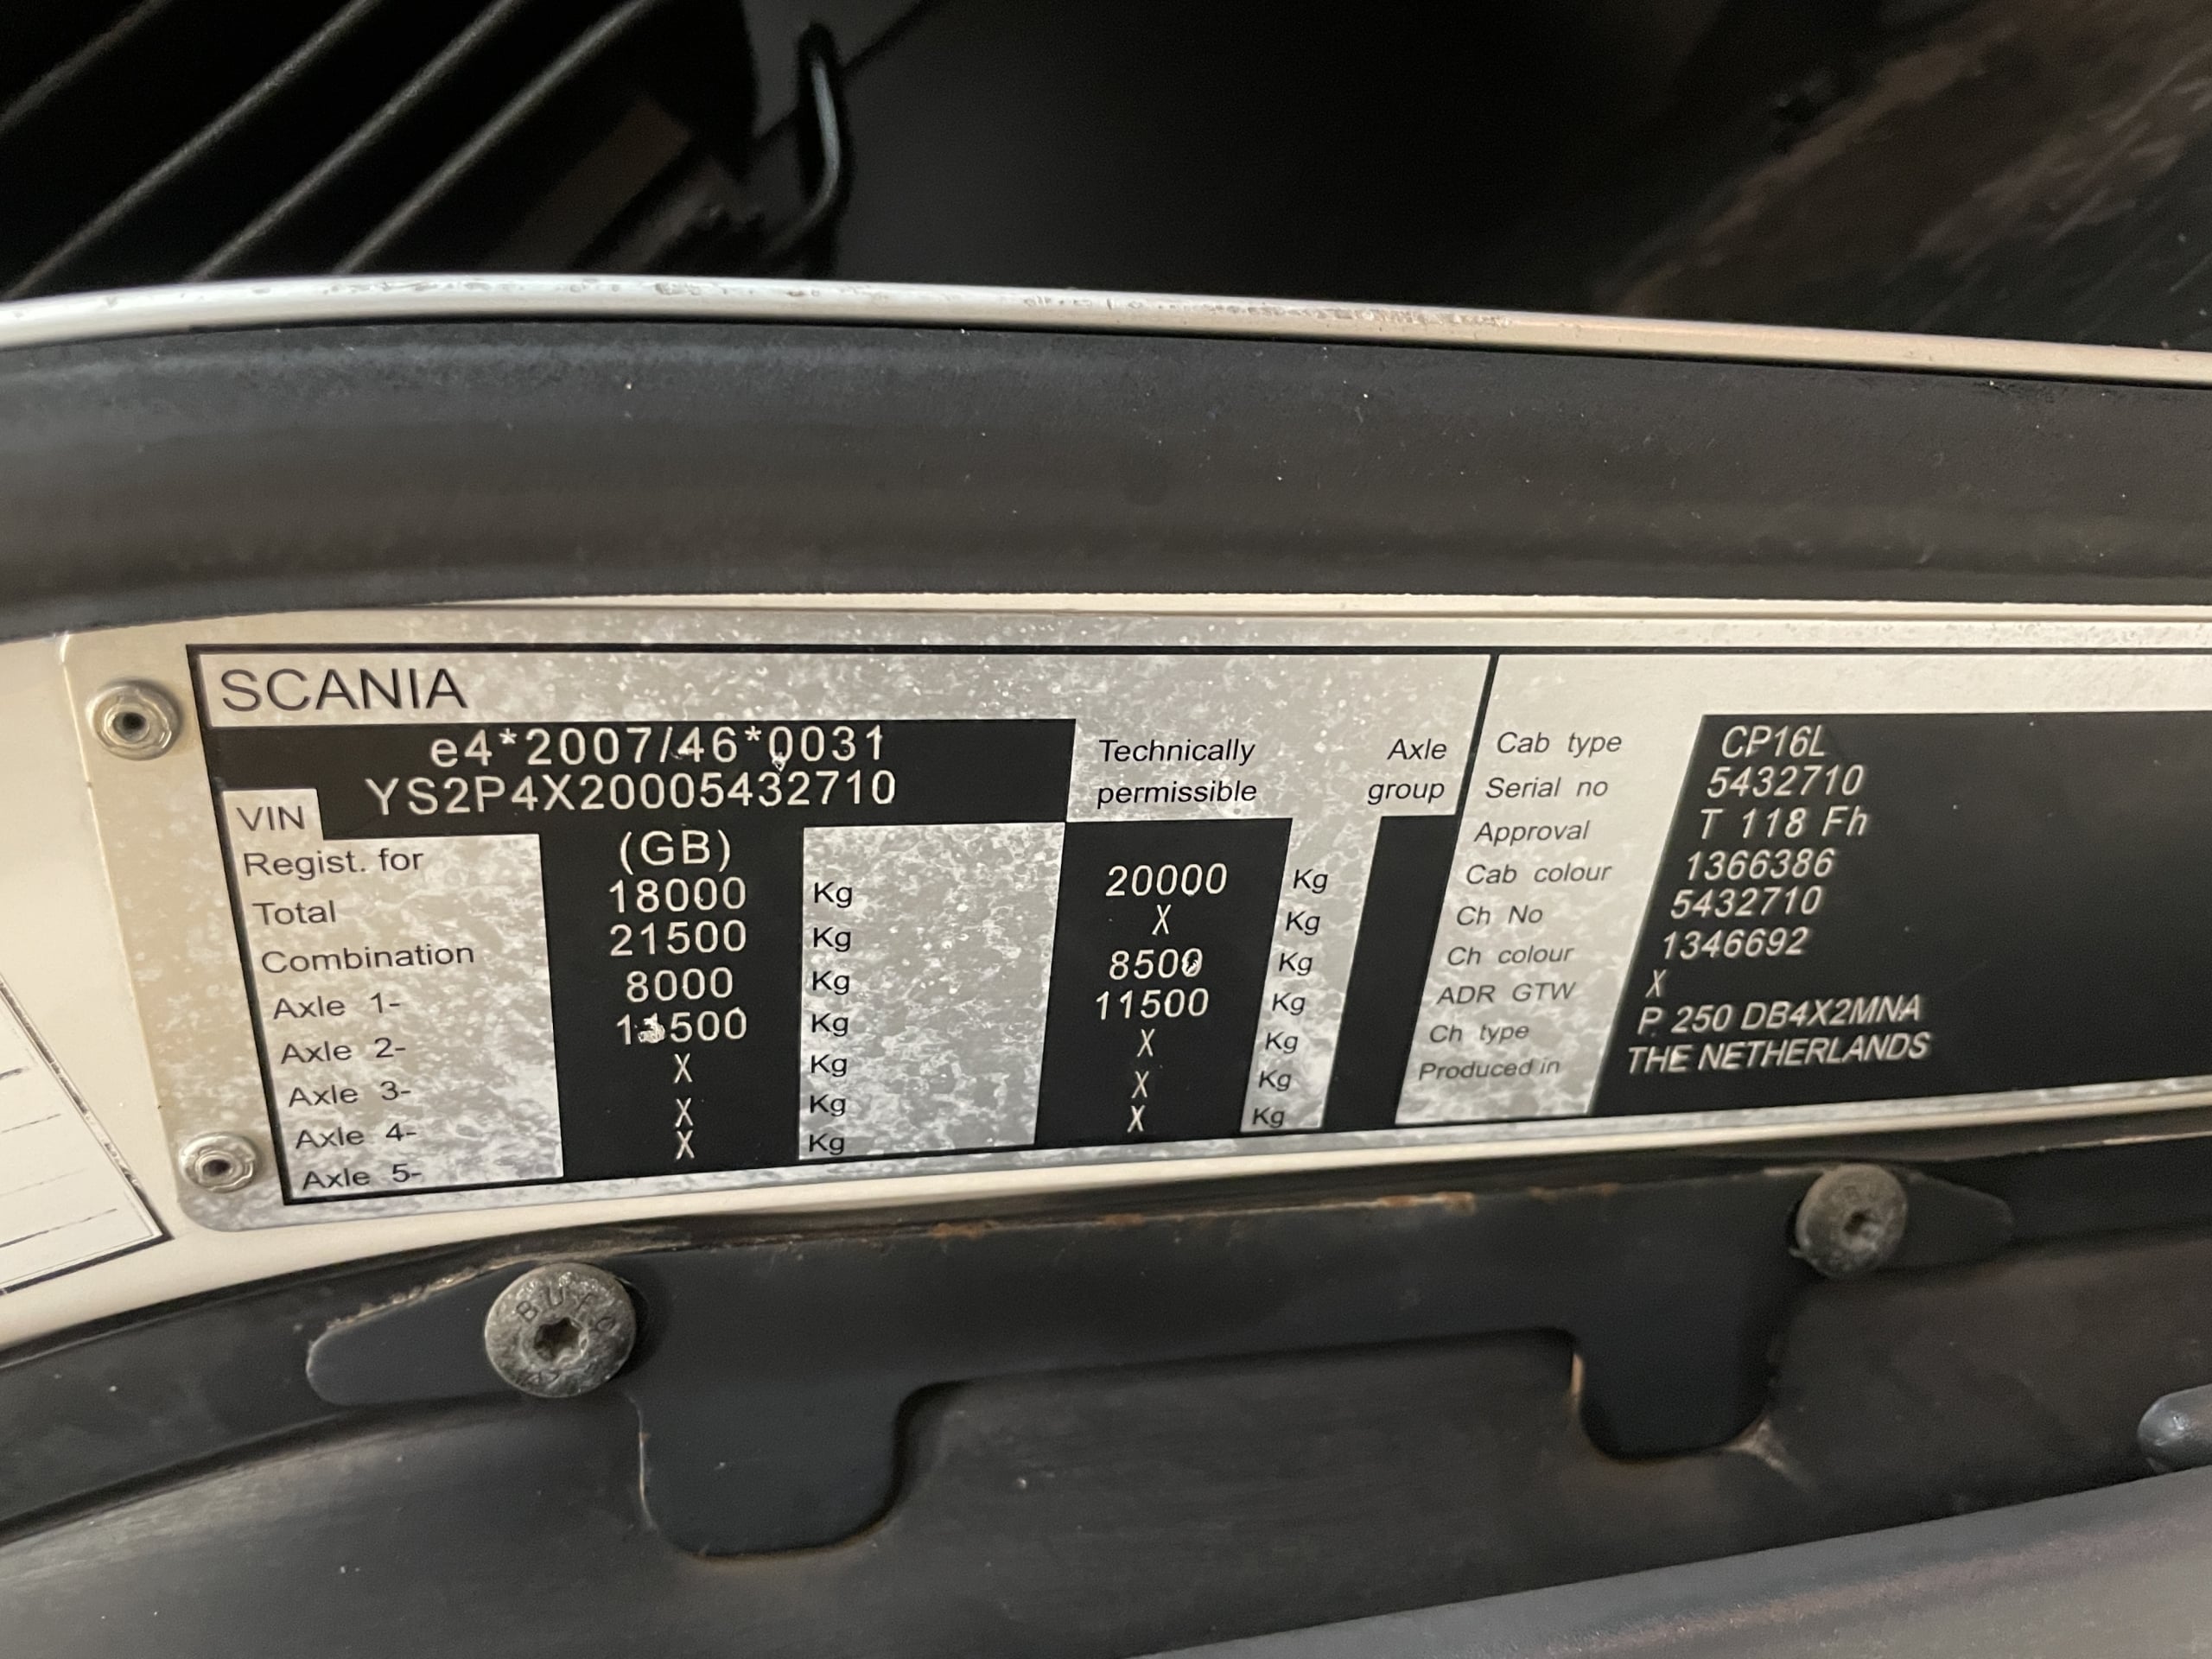 SCANIA
e4*2007/46*0031
VIN YS2P4X20005432710
Technically permissible
Axle group
Regist. for (GB)
Total 18000 Kg 20000 Kg
Combination 21500 Kg X Kg
Axle 1- 8000 Kg 8500 Kg
Axle 2- 11500 Kg 11500 Kg
Axle 3- X Kg X Kg
Axle 4- X Kg X Kg
Axle 5- X Kg X Kg
Cab type CP16L
Serial no 5432710
Approval T 118 Fh
Cab colour 1366386
Ch No 5432710
Ch colour 1346692
ADR GTW X
Ch type P 250 DB4X2MNA
Produced in THE NETHERLANDS
BUFO